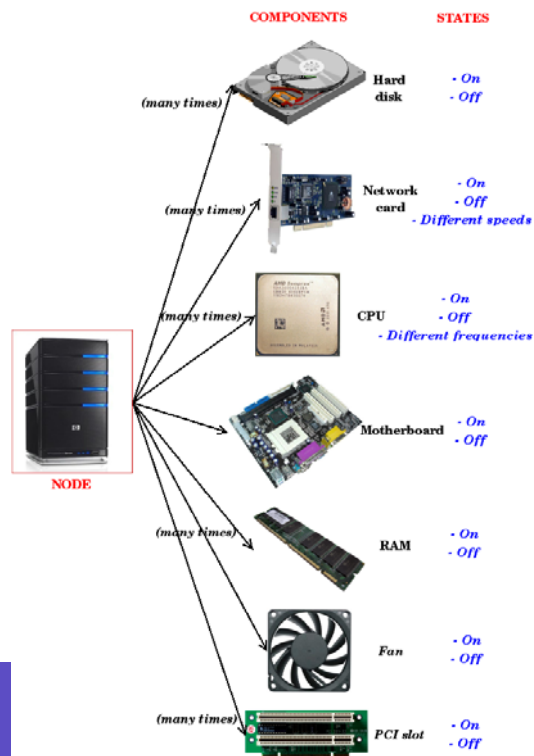 COMPONENTS STATES
(many times)
Hard
disk
- On
- Off
(many times)
Network
card
- On
- Off
- Different speeds
(many times)
CPU
- On
- Off
- Different frequencies
NODE
Motherboard
- On
- Off
(many times)
RAM
- On
- Off
Fan
- On
- Off
(many times)
PCI slot
- On
- Off